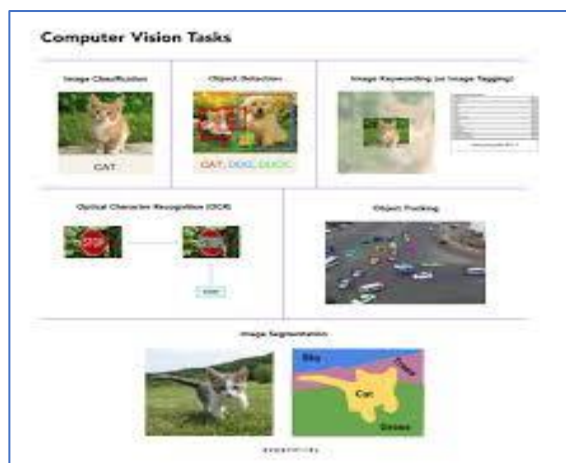 Computer Vision Tasks
Image Classification
Object Detection
Image Keywording (or Image Tagging)
CAT
CAT, DOG, DUCK
Optical Character Recognition (OCR)
Object Tracking
STOP
Image Segmentation
Sky
Trees
Cat
Grass